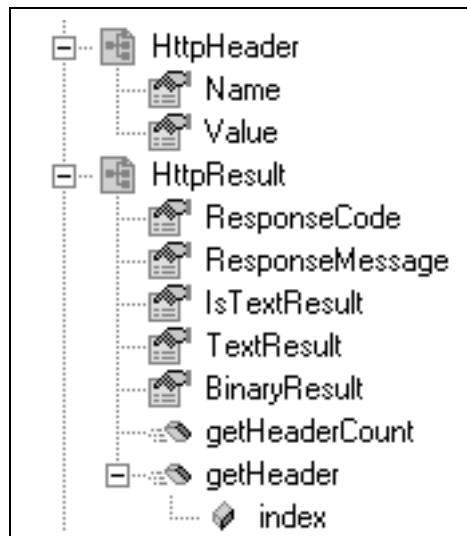 HttpHeader
Name
Value
HttpResult
ResponseCode
ResponseMessage
IsTextResult
TextResult
BinaryResult
getHeaderCount
getHeader
index